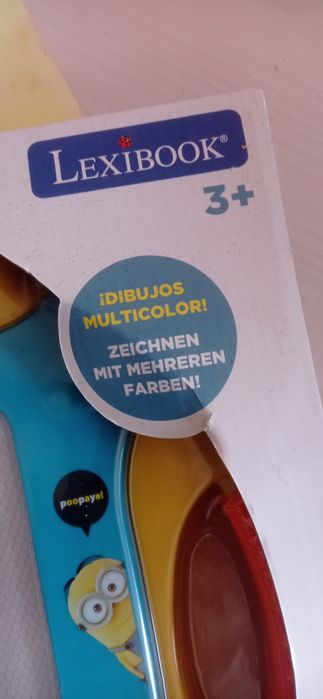 LEXIBOOK®
3+
¡DIBUJOS
MULTICOLOR!
ZEICHNEN
MIT MEHREREN
FARBEN!
poopaye!